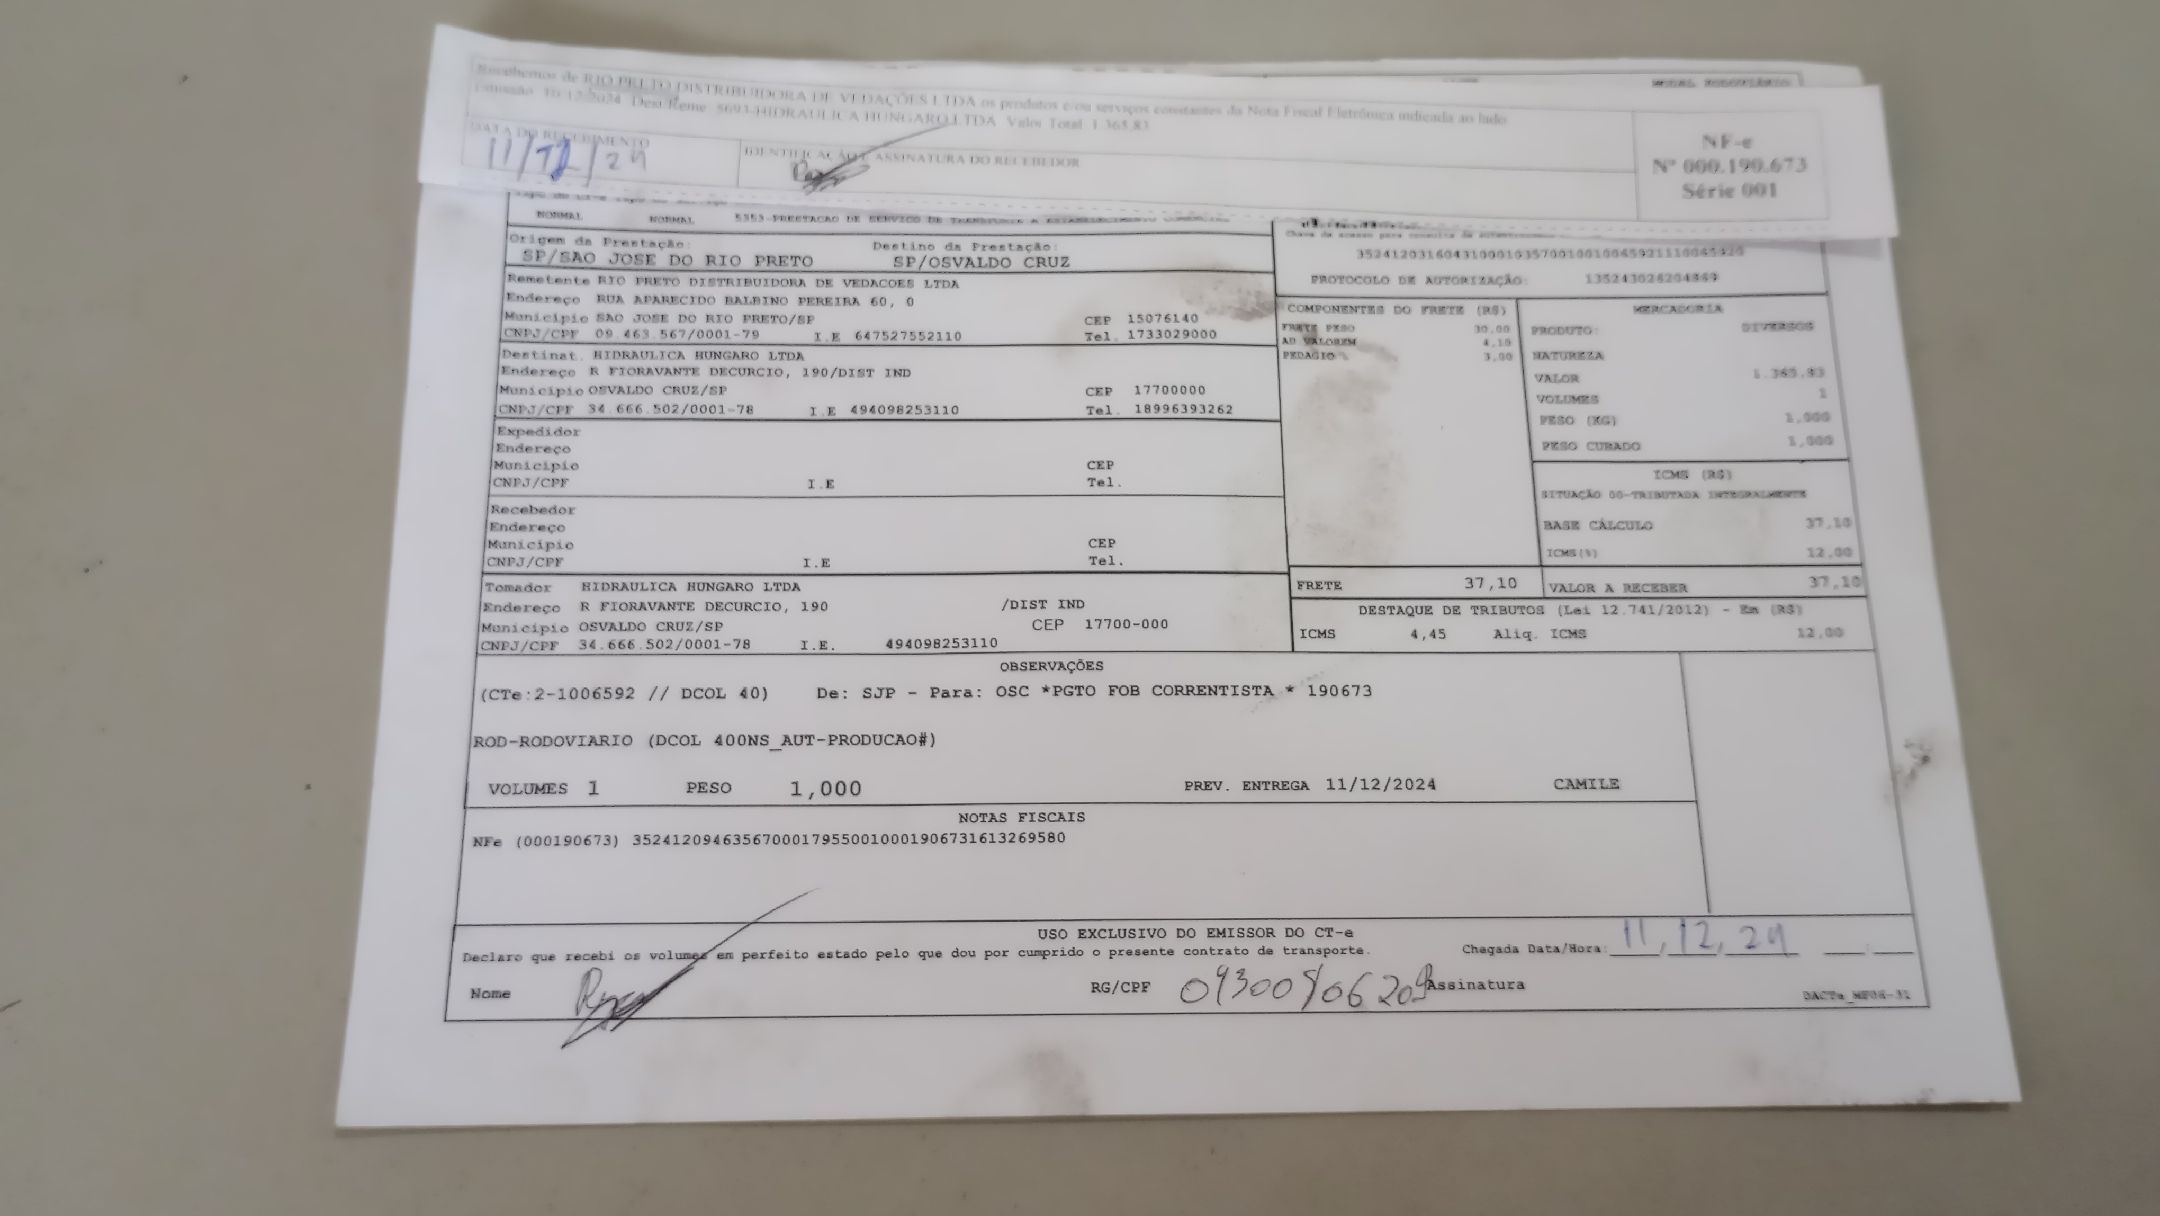 Recebemos de RIO PRETO DISTRIBUIDORA DE VEDAÇÕES LTDA os produtos e/ou serviços constantes da Nota Fiscal Eletrônica indicada ao lado
Emissão 10/12/2024 Dest/Reme 5693-HIDRAULICA HUNGARO LTDA Valor Total 1.365,83
DATA DO RECEBIMENTO
11/12/24
IDENTIFICAÇÃO E ASSINATURA DO RECEBEDOR
NF-e
Nº 000.190.673
Série 001
NORMAL NORMAL 5353-PRESTACAO DE SERVICO DE TRANSPORTE A ESTABELECIMENTO COMERCIAL
Origem da Prestação: Destino da Prestação:
SP/SAO JOSE DO RIO PRETO SP/OSVALDO CRUZ
Remetente RIO PRETO DISTRIBUIDORA DE VEDACOES LTDA
Endereço RUA APARECIDO BALBINO PEREIRA 60, 0
Município SAO JOSE DO RIO PRETO/SP CEP 15076140
CNPJ/CPF 09.463.567/0001-79 I.E 647527552110 Tel. 1733029000
Destinat. HIDRAULICA HUNGARO LTDA
Endereço R FIORAVANTE DECURCIO, 190/DIST IND
Município OSVALDO CRUZ/SP CEP 17700000
CNPJ/CPF 34.666.502/0001-78 I.E 494098253110 Tel. 18996393262
Expedidor
Endereço
Município CEP
CNPJ/CPF I.E Tel.
Recebedor
Endereço
Município CEP
CNPJ/CPF I.E Tel.
Tomador HIDRAULICA HUNGARO LTDA
Endereço R FIORAVANTE DECURCIO, 190 /DIST IND
Município OSVALDO CRUZ/SP CEP 17700-000
CNPJ/CPF 34.666.502/0001-78 I.E. 494098253110
PROTOCOLO DE AUTORIZAÇÃO:
COMPONENTES DO FRETE (R$)
FRETE PESO 30,00
AD VALOREM 4,10
PEDAGIO 3,00
MERCADORIA
PRODUTO: DIVERSOS
NATUREZA
VALOR 1.365,83
VOLUMES 1
PESO (KG) 1,000
PESO CUBADO 1,000
ICMS (R$)
SITUAÇÃO 00-TRIBUTADA INTEGRALMENTE
BASE CÁLCULO 37,10
ICMS(%) 12,00
FRETE 37,10 VALOR A RECEBER 37,10
DESTAQUE DE TRIBUTOS (Lei 12.741/2012) - Em (R$)
ICMS 4,45 Aliq. ICMS 12,00
OBSERVAÇÕES
(CTe:2-1006592 // DCOL 40) De: SJP - Para: OSC *PGTO FOB CORRENTISTA * 190673
ROD-RODOVIARIO (DCOL 400NS_AUT-PRODUCAO#)
VOLUMES 1 PESO 1,000 PREV. ENTREGA 11/12/2024 CAMILE
NOTAS FISCAIS
NFe (000190673) 35241209463567000179550010001906731613269580
USO EXCLUSIVO DO EMISSOR DO CT-e
Declaro que recebi os volumes em perfeito estado pelo que dou por cumprido o presente contrato de transporte. Chegada Data/Hora: 11, 12, 24
Nome RG/CPF Assinatura